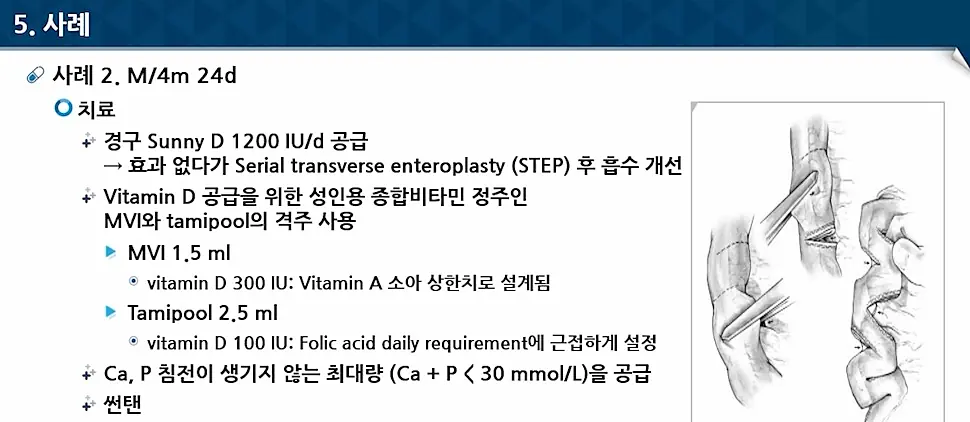 5. 사례
사례 2. M/4m 24d
치료
경구 Sunny D 1200 IU/d 공급
→ 효과 없다가 Serial transverse enteroplasty (STEP) 후 흡수 개선
Vitamin D 공급을 위한 성인용 종합비타민 정주인
MVI와 tamipool의 격주 사용
MVI 1.5 ml
vitamin D 300 IU: Vitamin A 소아 상한치로 설계됨
Tamipool 2.5 ml
vitamin D 100 IU: Folic acid daily requirement에 근접하게 설정
Ca, P 침전이 생기지 않는 최대량 (Ca + P < 30 mmol/L)을 공급
썬탠